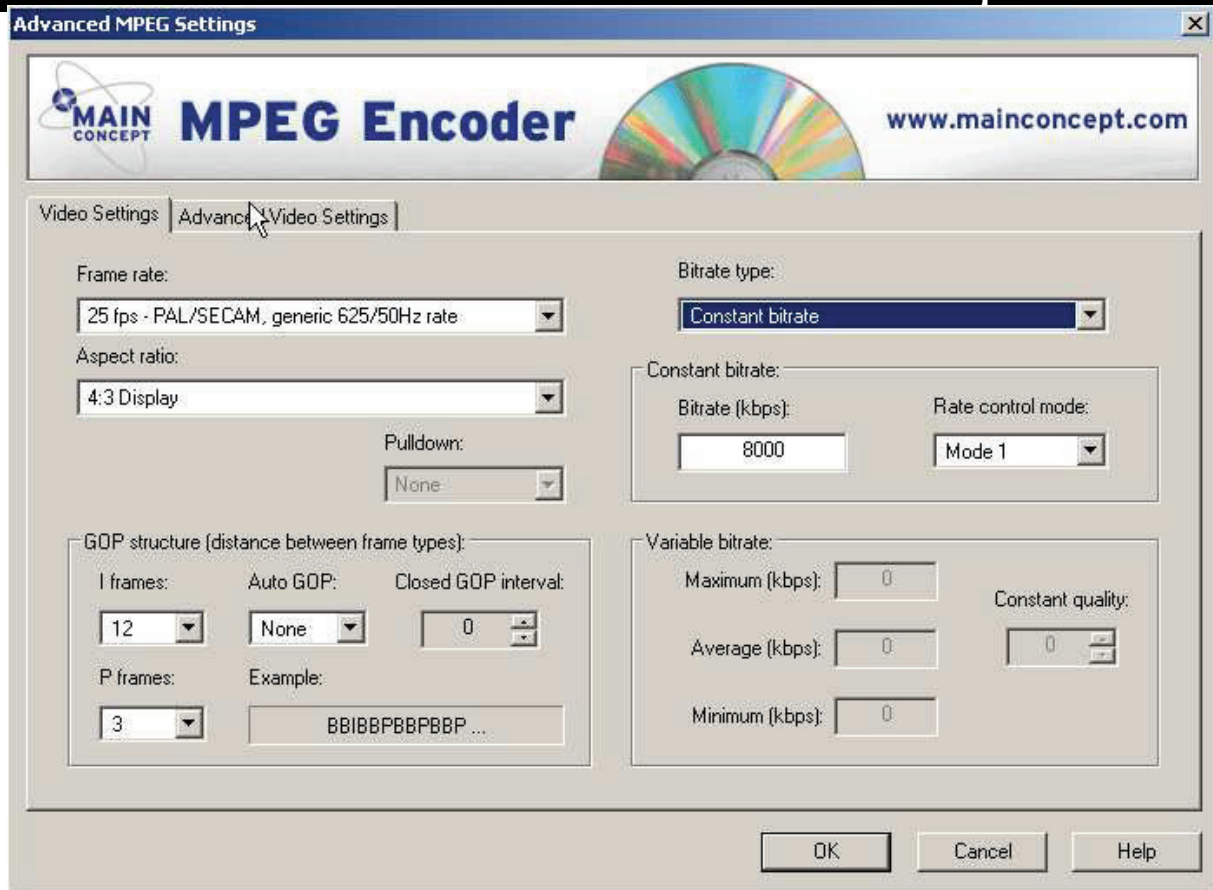 Advanced MPEG Settings
MAIN CONCEPT
MPEG Encoder
www.mainconcept.com
Video Settings
Advanced Video Settings
Frame rate:
25 fps - PAL/SECAM, generic 625/50Hz rate
Aspect ratio:
4:3 Display
Pulldown:
None
Bitrate type:
Constant bitrate
Constant bitrate:
Bitrate (kbps):
8000
Rate control mode:
Mode 1
GOP structure (distance between frame types):
I frames:
12
Auto GOP:
None
Closed GOP interval:
0
P frames:
3
Example:
BBIBBPBBPBBP ...
Variable bitrate:
Maximum (kbps):
0
Average (kbps):
0
Minimum (kbps):
0
Constant quality:
0
OK
Cancel
Help